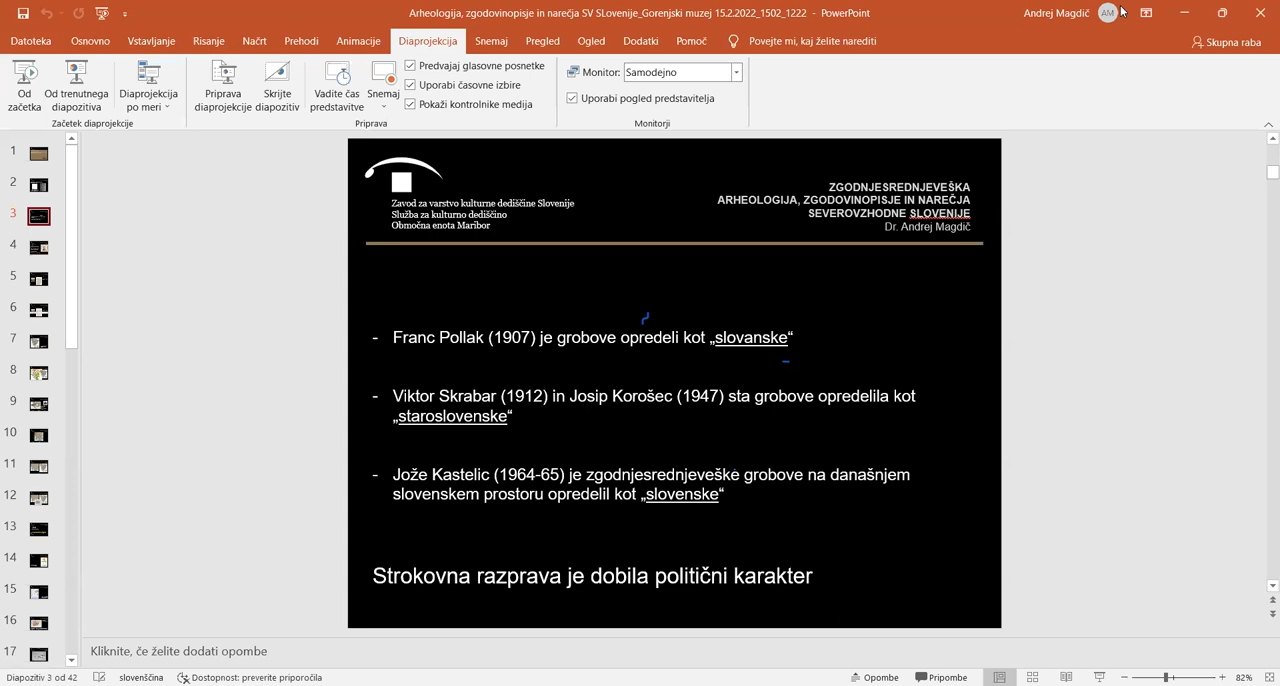 Arheologija, zgodovinopisje in narečja SV SLovenije_Gorenjski muzej 15.2.2022_1502_1222 - PowerPoint
Andrej Magdič AM
Datoteka Osnovno Vstavljanje Risanje Načrt Prehodi Animacije Diaprojekcija Snemaj Pregled Ogled Dodatki Pomoč Povejte mi, kaj želite narediti
Skupna raba
Od začetka
Od trenutnega diapozitiva
Diaprojekcija po meri
Začetek diaprojekcije
Priprava diaprojekcije
Skrijte diapozitiv
Vadite čas predstavitve
Snemaj
Predvajaj glasovne posnetke
Uporabi časovne izbire
Pokaži kontrolnike medija
Priprava
Monitor: Samodejno
Uporabi pogled predstavitelja
Monitorji
1
2
3
4
5
6
7
8
9
10
11
12
13
14
15
16
17
Zavod za varstvo kulturne dediščine Slovenije
Služba za kulturno dediščino
Območna enota Maribor
ZGODNJESREDNJEVEŠKA
ARHEOLOGIJA, ZGODOVINOPISJE IN NAREČJA
SEVEROVZHODNE SLOVENIJE
Dr. Andrej Magdič
- Franc Pollak (1907) je grobove opredeli kot „slovanske“
- Viktor Skrabar (1912) in Josip Korošec (1947) sta grobove opredelila kot
„staroslovenske“
- Jože Kastelic (1964-65) je zgodnjesrednjeveške grobove na današnjem
slovenskem prostoru opredelil kot „slovenske“
Strokovna razprava je dobila politični karakter
Kliknite, če želite dodati opombe
Diapozitiv 3 od 42 slovenščina Dostopnost: preverite priporočila
Opombe Pripombe 82%